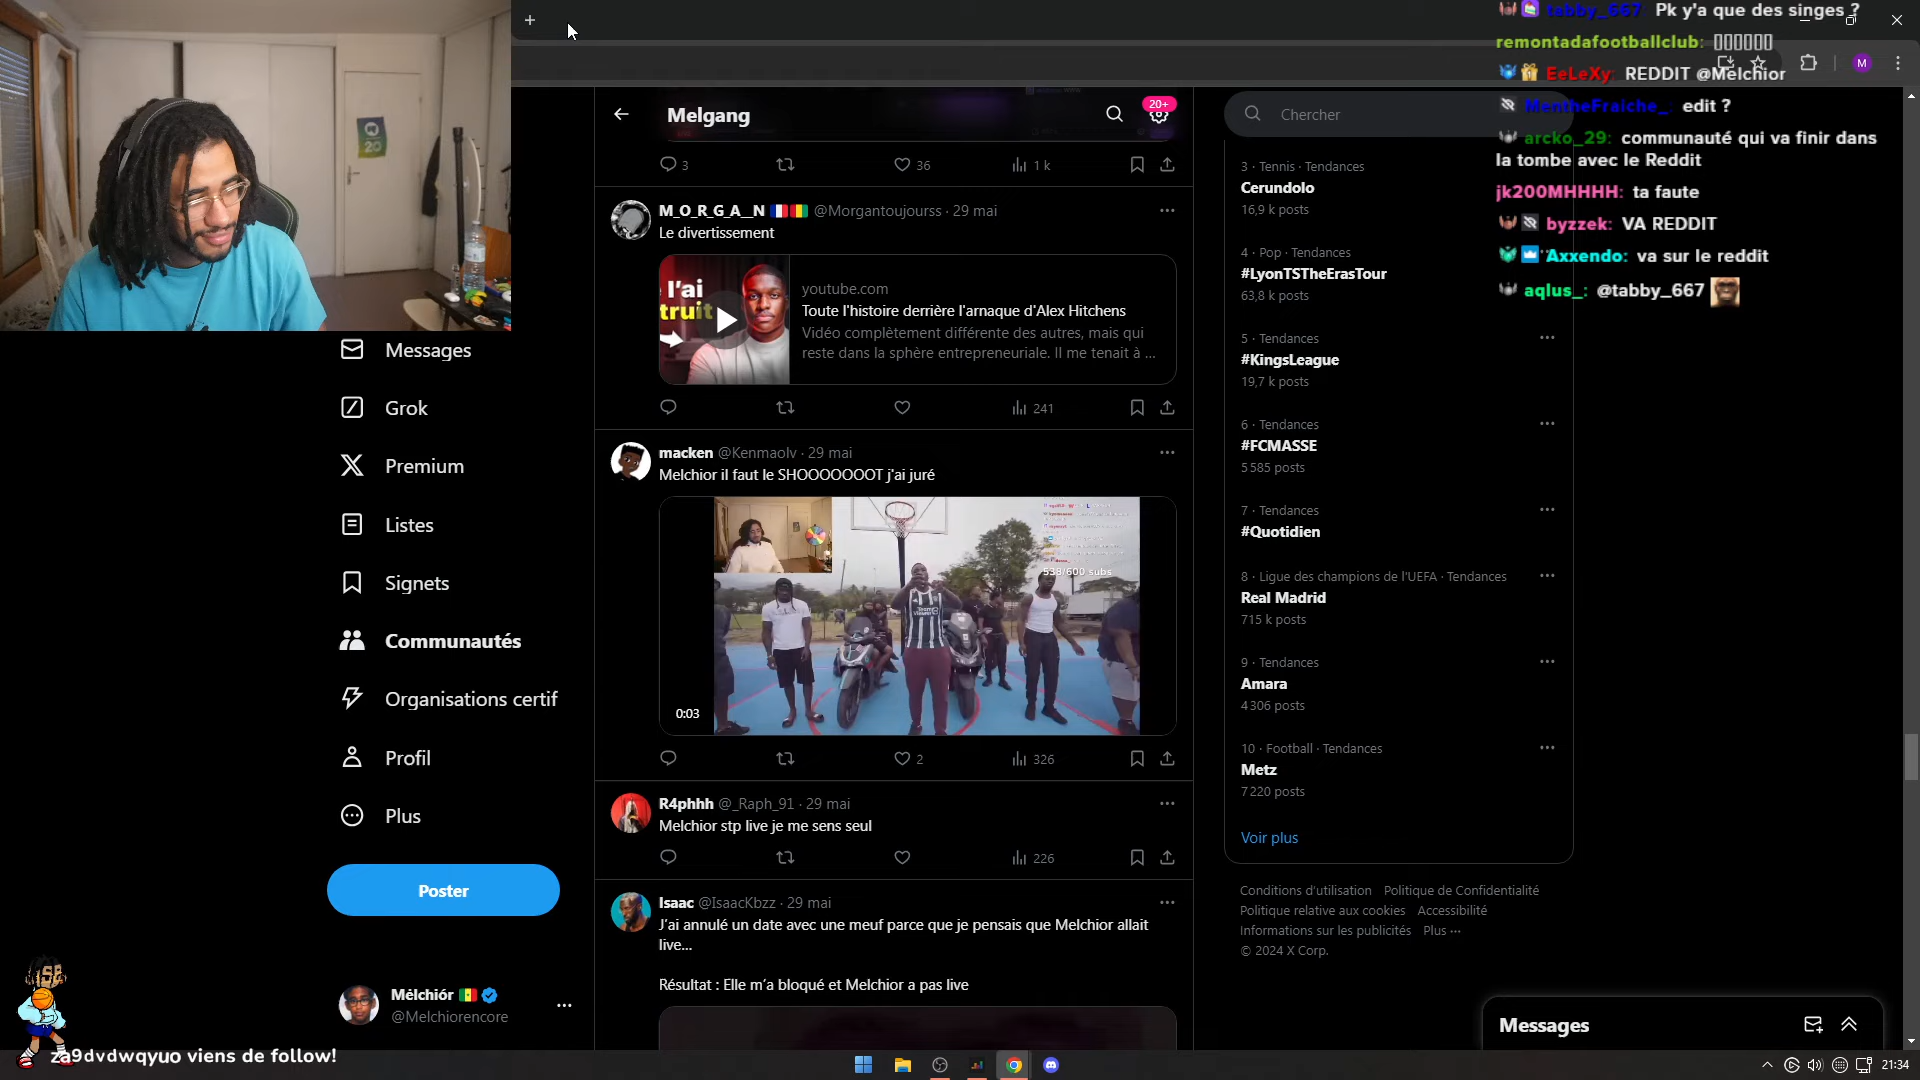 tabby_667: Pk y'a que des singes ?
remontadafootballclub:
EeLeXy: REDDIT @Melchior
MentheFraiche_: edit ?
arcko_29: communauté qui va finir dans
la tombe avec le Reddit
jk200MHHHH: ta faute
byzzek: VA REDDIT
Axxendo: va sur le reddit
aqlus_: @tabby_667
20
Messages
Grok
Premium
Listes
Signets
Communautés
Organisations certif
Profil
Plus
Poster
Mélchiór
@Melchiorencore
za9dvdwqyuo viens de follow!
Melgang
20+
3
36
1 k
M_O_R_G_A__N @Morgantoujourss · 29 mai
Le divertissement
l'ai
truit
youtube.com
Toute l'histoire derrière l'arnaque d'Alex Hitchens
Vidéo complètement différente des autres, mais qui
reste dans la sphère entrepreneuriale. Il me tenait à ...
241
macken @Kenmaolv · 29 mai
Melchior il faut le SHOOOOOOOT j'ai juré
538/600 subs
0:03
2
326
R4phhh @_Raph_91 · 29 mai
Melchior stp live je me sens seul
226
Isaac @IsaacKbzz · 29 mai
J'ai annulé un date avec une meuf parce que je pensais que Melchior allait
live...
Résultat : Elle m'a bloqué et Melchior a pas live
Chercher
3 · Tennis · Tendances
Cerundolo
16,9 k posts
4 · Pop · Tendances
#LyonTSTheErasTour
63,8 k posts
5 · Tendances
#KingsLeague
19,7 k posts
6 · Tendances
#FCMASSE
5 585 posts
7 · Tendances
#Quotidien
8 · Ligue des champions de l'UEFA · Tendances
Real Madrid
715 k posts
9 · Tendances
Amara
4 306 posts
10 · Football · Tendances
Metz
7 220 posts
Voir plus
Conditions d'utilisation Politique de Confidentialité
Politique relative aux cookies Accessibilité
Informations sur les publicités Plus ···
© 2024 X Corp.
Messages
M
21:34